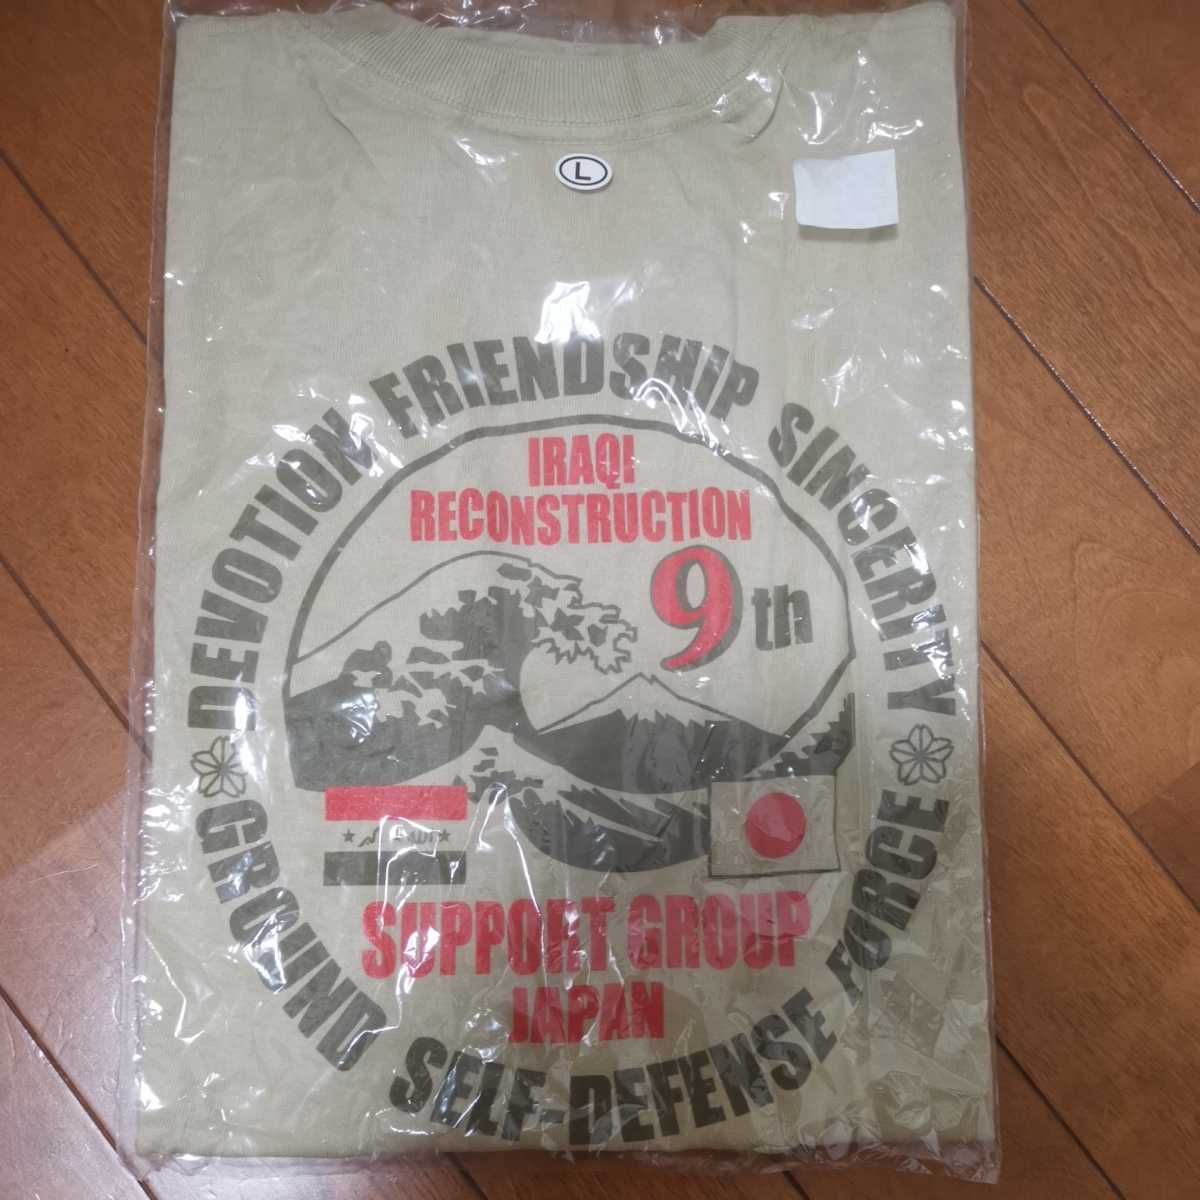 L
DEVOTION FRIENDSHIP SINCERITY
IRAQI
RECONSTRUCTION
9th
SUPPORT GROUP
JAPAN
GROUND SELF-DEFENSE FORCE